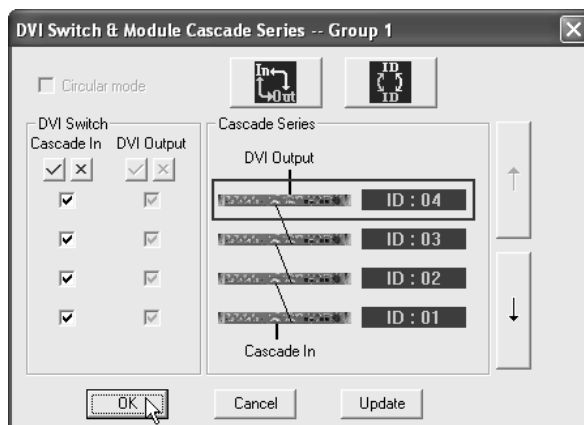 DVI Switch & Module Cascade Series -- Group 1
Circular mode
In
Out
ID
ID
DVI Switch
Cascade In DVI Output
Cascade Series
DVI Output
ID : 04
ID : 03
ID : 02
ID : 01
Cascade In
OK
Cancel
Update